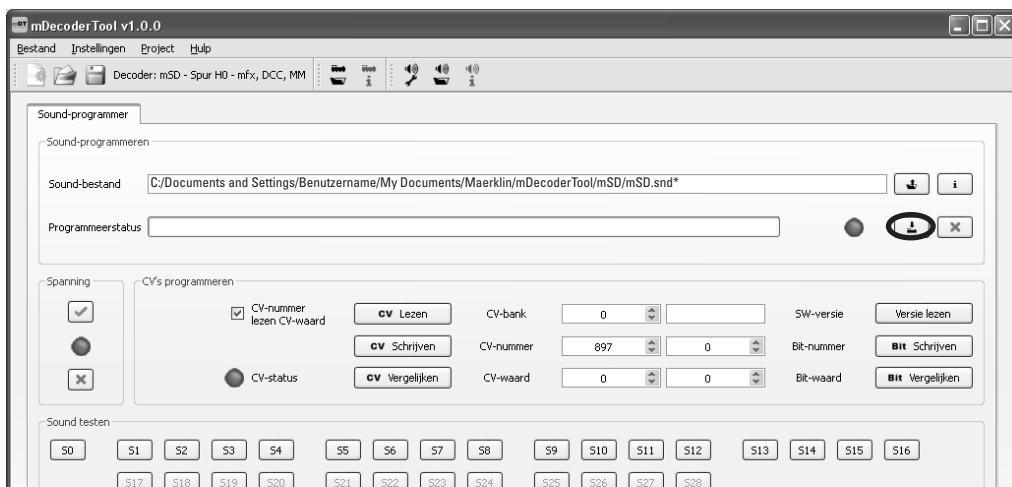 mDecoderTool v1.0.0
Bestand Instellingen Project Hulp
Decoder: mSD - Spur H0 - mfx, DCC, MM
Sound-programmer
Sound-programmeren
Sound-bestand C:/Documents and Settings/Benutzername/My Documents/Maerklin/mDecoderTool/mSD/mSD.snd* i
Programmeerstatus
Spanning CV's programmeren
CV-nummer
lezen CV-waard CV Lezen CV-bank 0 SW-versie Versie lezen
CV Schrijven CV-nummer 897 0 Bit-nummer Bit Schrijven
CV-status CV Vergelijken CV-waard 0 0 Bit-waard Bit Vergelijken
Sound testen
S0 S1 S2 S3 S4 S5 S6 S7 S8 S9 S10 S11 S12 S13 S14 S15 S16
S17 S18 S19 S20 S21 S22 S23 S24 S25 S26 S27 S28